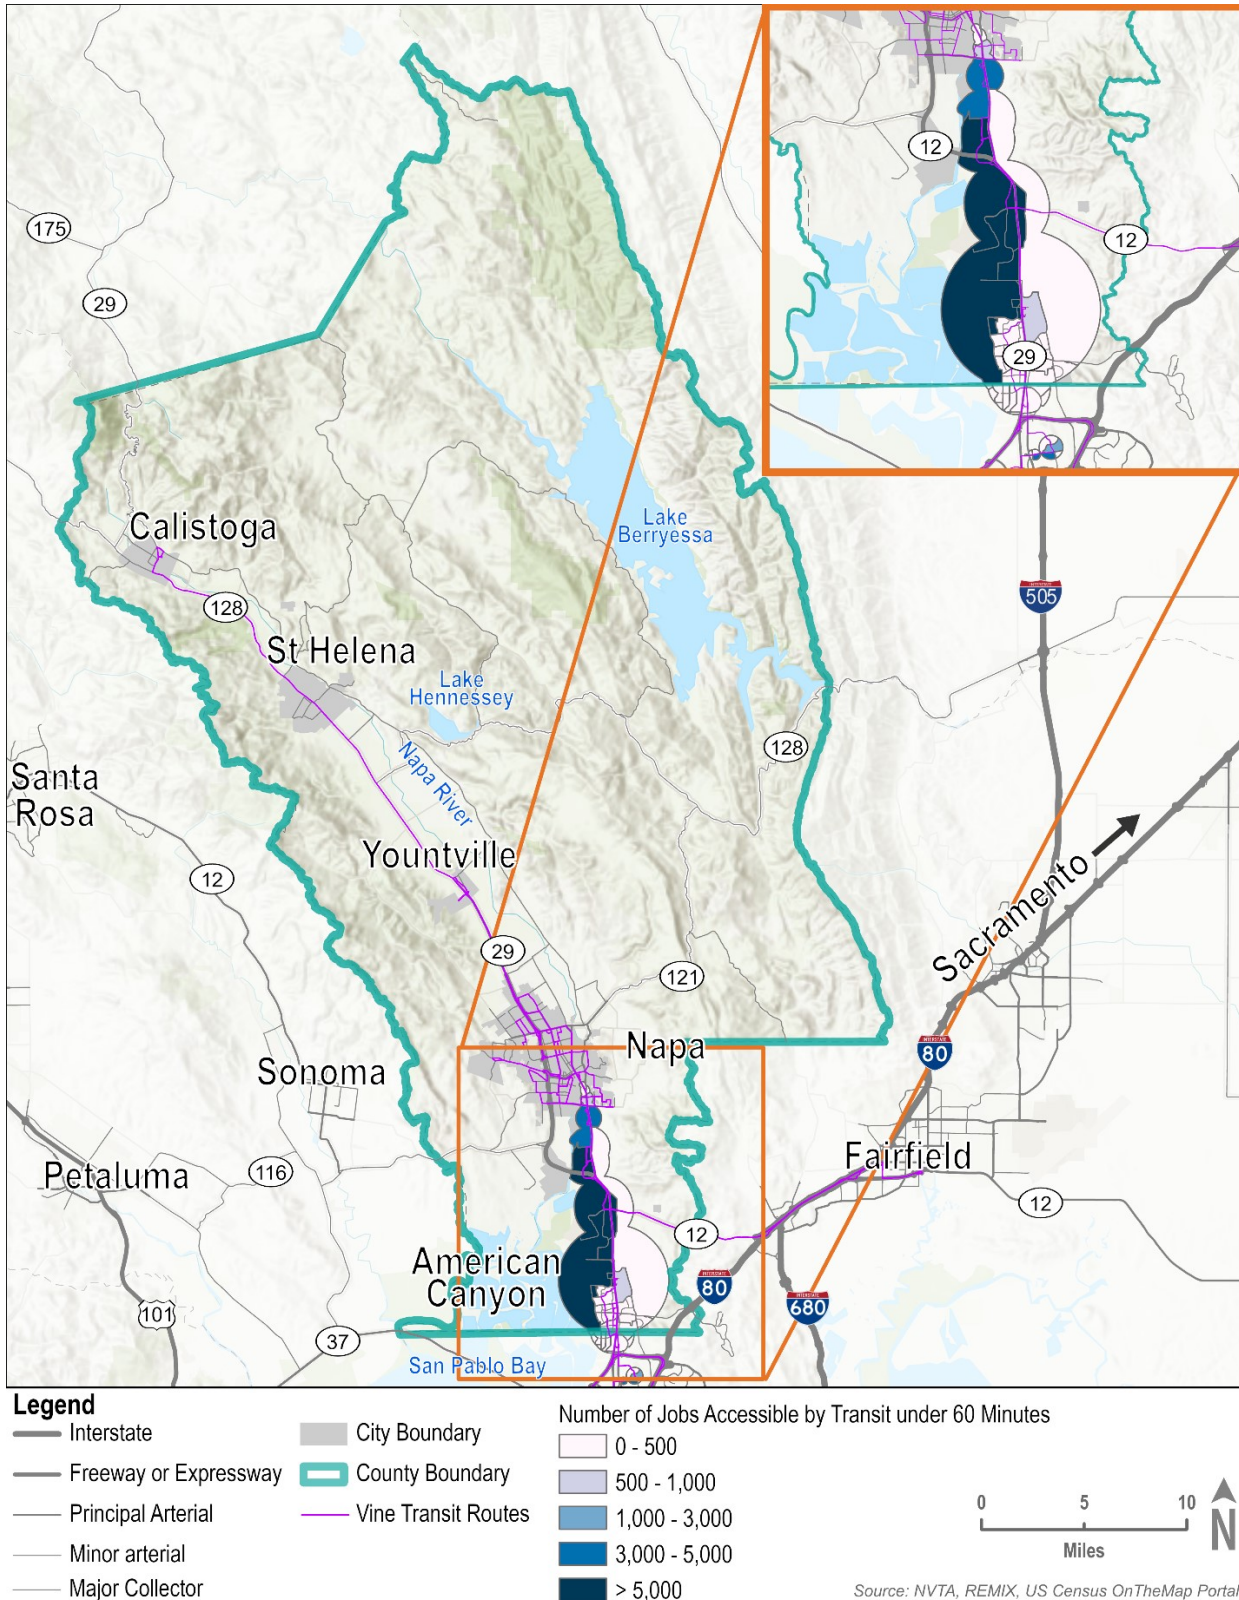 12
12
29
175
29
Lake
Berryessa
Calistoga
INTERSTATE
505
128
St Helena
Lake
Hennessey
128
Napa River
Santa
Rosa
Sacramento
Yountville
12
29
121
Napa
INTERSTATE
80
Sonoma
Fairfield
116
Petaluma
12
12
American
Canyon
INTERSTATE
80
INTERSTATE
680
101
37
San Pablo Bay
Legend
Interstate
Freeway or Expressway
Principal Arterial
Minor arterial
Major Collector
City Boundary
County Boundary
Vine Transit Routes
Number of Jobs Accessible by Transit under 60 Minutes
0 - 500
500 - 1,000
1,000 - 3,000
3,000 - 5,000
> 5,000
0 5 10
Miles
N
Source: NVTA, REMIX, US Census OnTheMap Portal